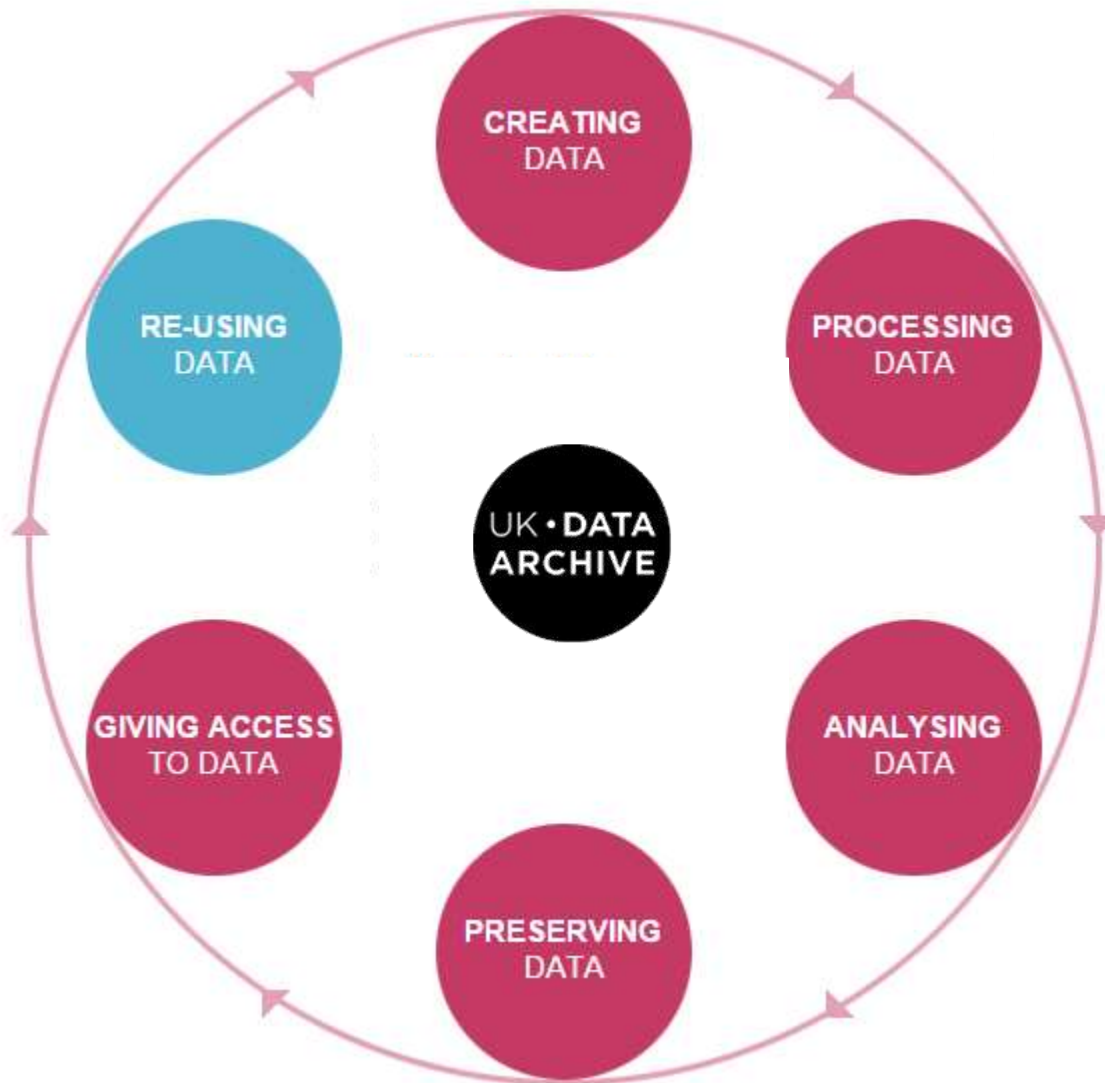 CREATING
DATA
PROCESSING
DATA
ANALYSING
DATA
PRESERVING
DATA
GIVING ACCESS
TO DATA
RE-USING
DATA
UK • DATA
ARCHIVE